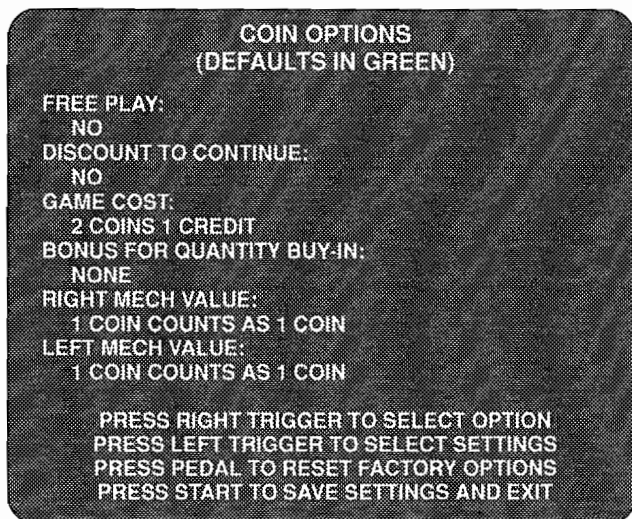 COIN OPTIONS
(DEFAULTS IN GREEN)
FREE PLAY:
NO
DISCOUNT TO CONTINUE:
NO
GAME COST:
2 COINS 1 CREDIT
BONUS FOR QUANTITY BUY-IN:
NONE
RIGHT MECH VALUE:
1 COIN COUNTS AS 1 COIN
LEFT MECH VALUE:
1 COIN COUNTS AS 1 COIN
PRESS RIGHT TRIGGER TO SELECT OPTION
PRESS LEFT TRIGGER TO SELECT SETTINGS
PRESS PEDAL TO RESET FACTORY OPTIONS
PRESS START TO SAVE SETTINGS AND EXIT